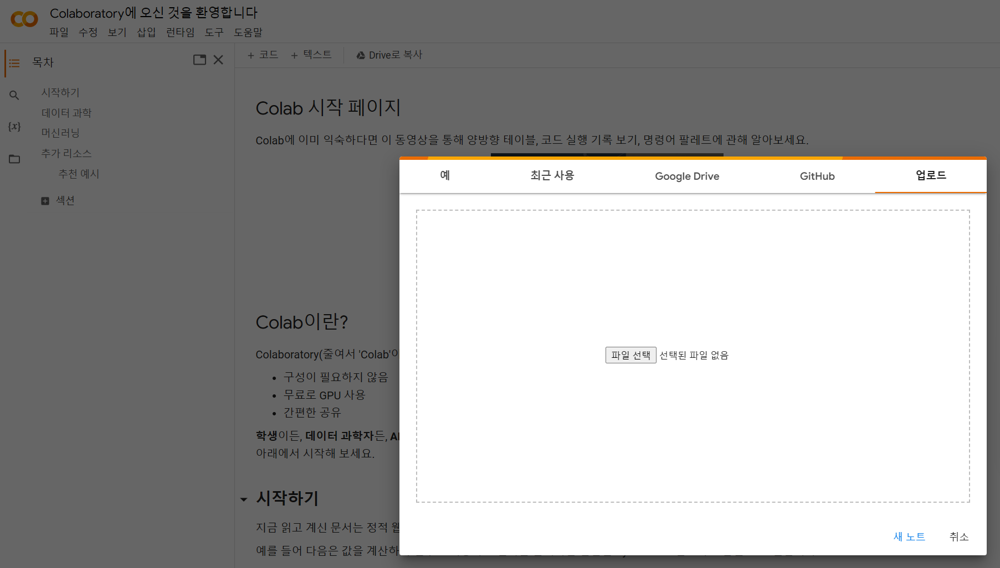 Colaboratory에 오신 것을 환영합니다
파일 수정 보기 삽입 런타임 도구 도움말
목차
+ 코드 + 텍스트 Drive로 복사
시작하기
데이터 과학
머신러닝
추가 리소스
추천 예시
섹션
{x}
Colab 시작 페이지
Colab에 이미 익숙하다면 이 동영상을 통해 양방향 테이블, 코드 실행 기록 보기, 명령어 팔레트에 관해 알아보세요.
예 최근 사용 Google Drive GitHub 업로드
파일 선택 선택된 파일 없음
새 노트 취소
Colab이란?
Colaboratory(줄여서 'Colab'
• 구성이 필요하지 않음
• 무료로 GPU 사용
• 간편한 공유
학생이든, 데이터 과학자든,
아래에서 시작해 보세요.
시작하기
지금 읽고 계신 문서는 정적
예를 들어 다음은 값을